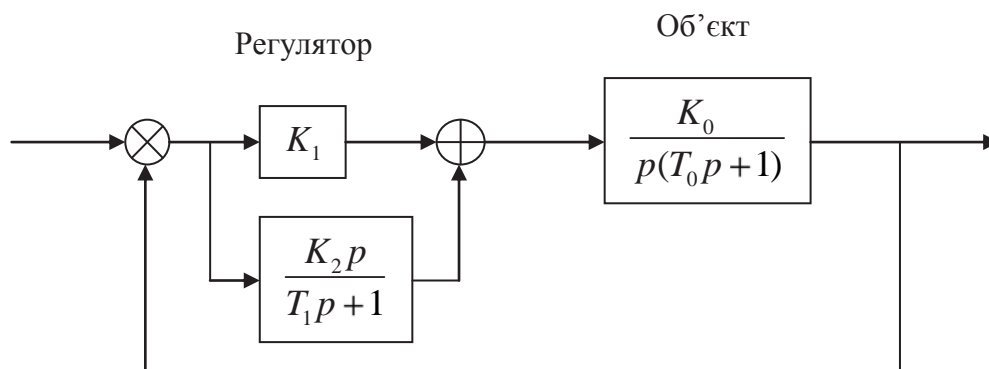 Об’єкт
Регулятор
K₁
K₀
p(T₀p+1)
K₂p
T₁p+1